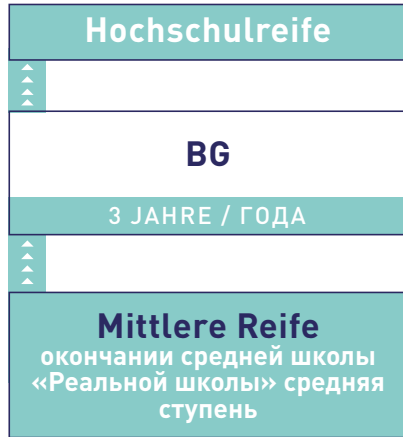 Hochschulreife
BG
3 JAHRE / ГОДА
Mittlere Reife
окончании средней школы
«Реальной школы» средняя
ступень